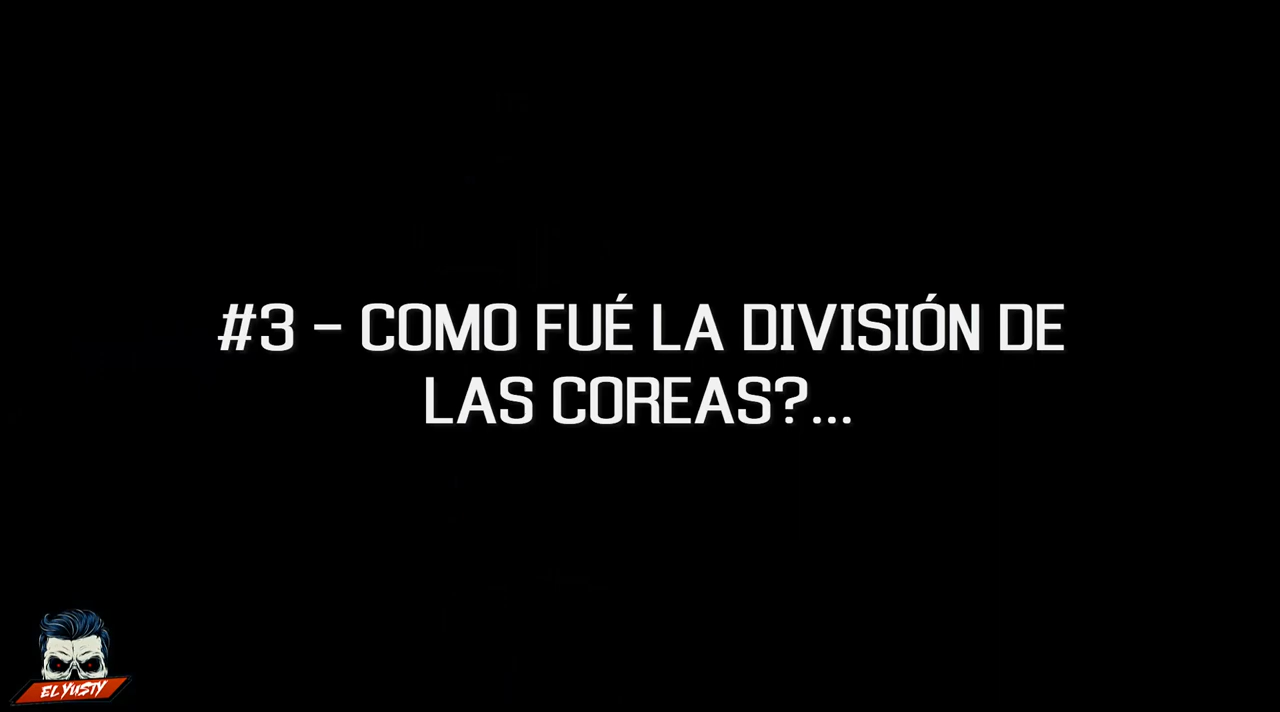 #3 - COMO FUÉ LA DIVISIÓN DE
LAS COREAS?...
EL YUSTY